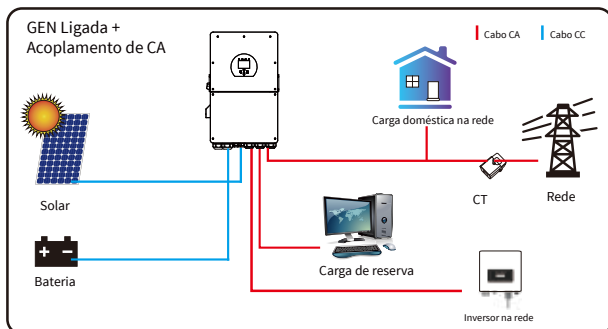 GEN Ligada +
Acoplamento de CA
Cabo CA
Cabo CC
Carga doméstica na rede
Solar
CT
Rede
Carga de reserva
Bateria
Inversor na rede